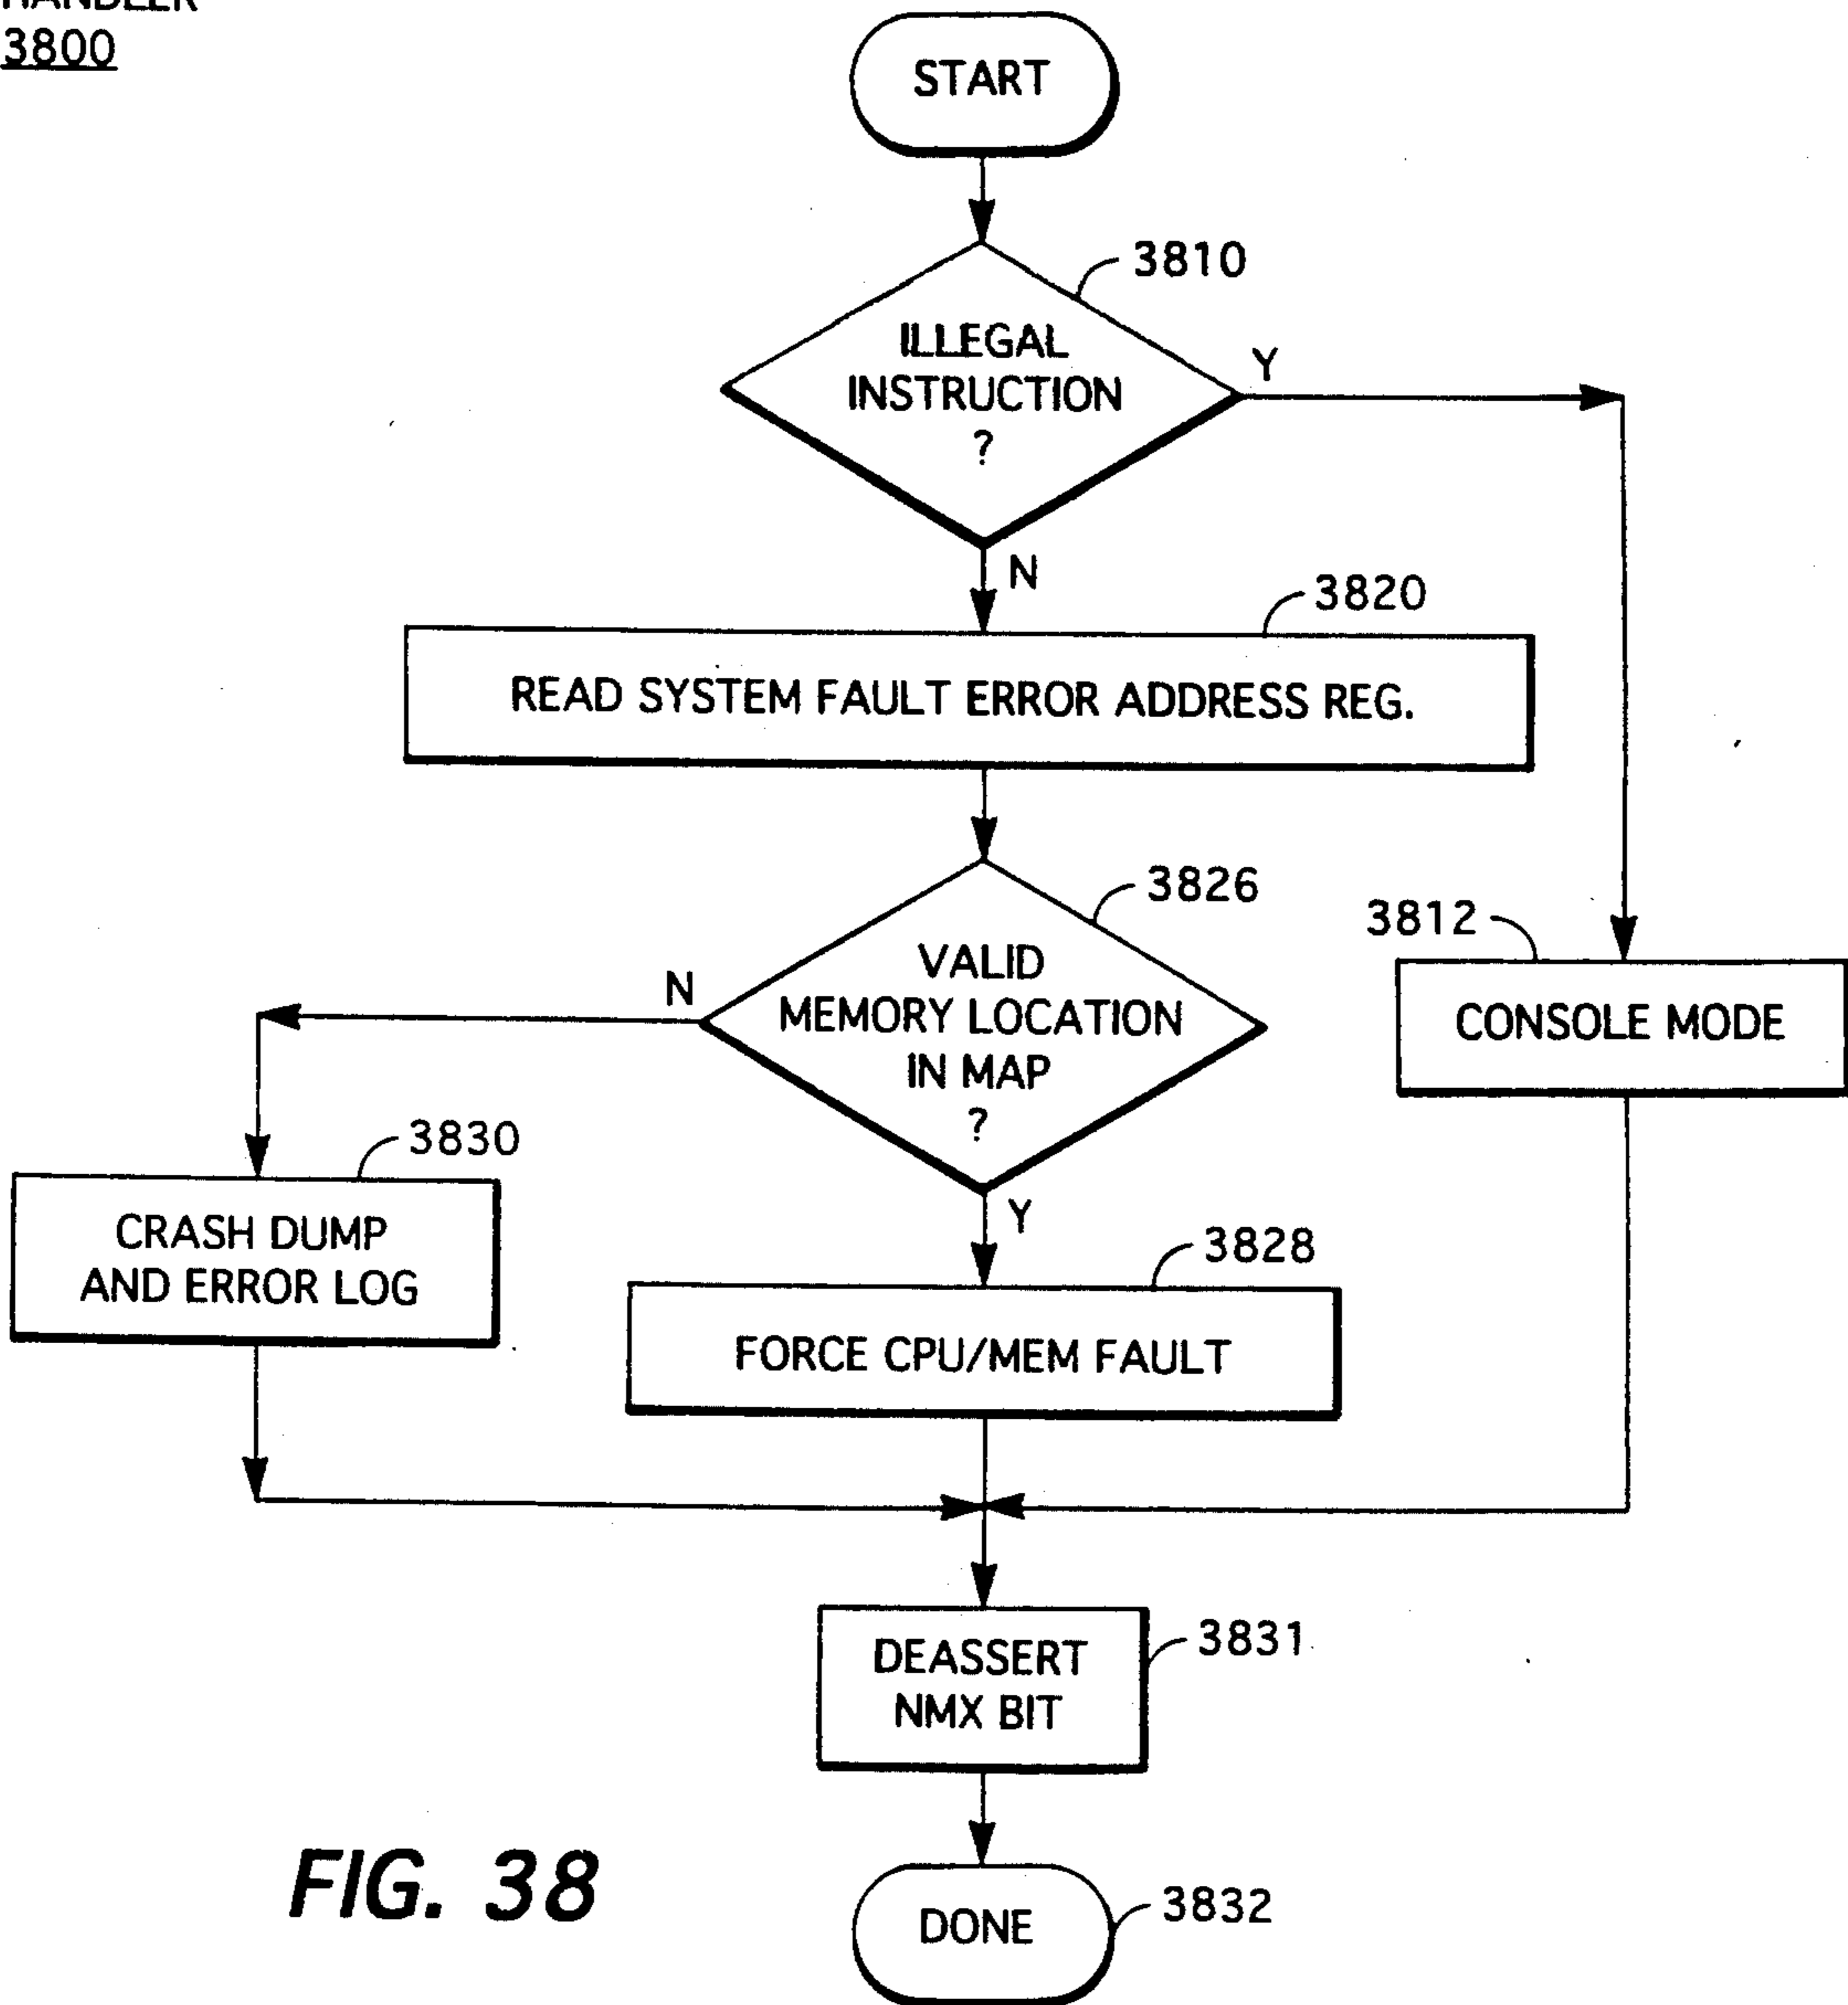 HANDLER
3800
START
3810
ILLEGAL
INSTRUCTION
?
Y
N
3820
READ SYSTEM FAULT ERROR ADDRESS REG.
3826
VALID
MEMORY LOCATION
IN MAP
?
N
Y
3812
CONSOLE MODE
3830
CRASH DUMP
AND ERROR LOG
3828
FORCE CPU/MEM FAULT
3831
DEASSERT
NMX BIT
3832
DONE
FIG. 38